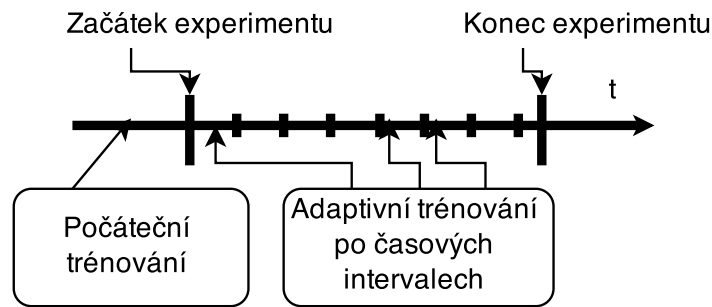 Začátek experimentu
Konec experimentu
t
Počáteční
trénování
Adaptivní trénování
po časových
intervalech